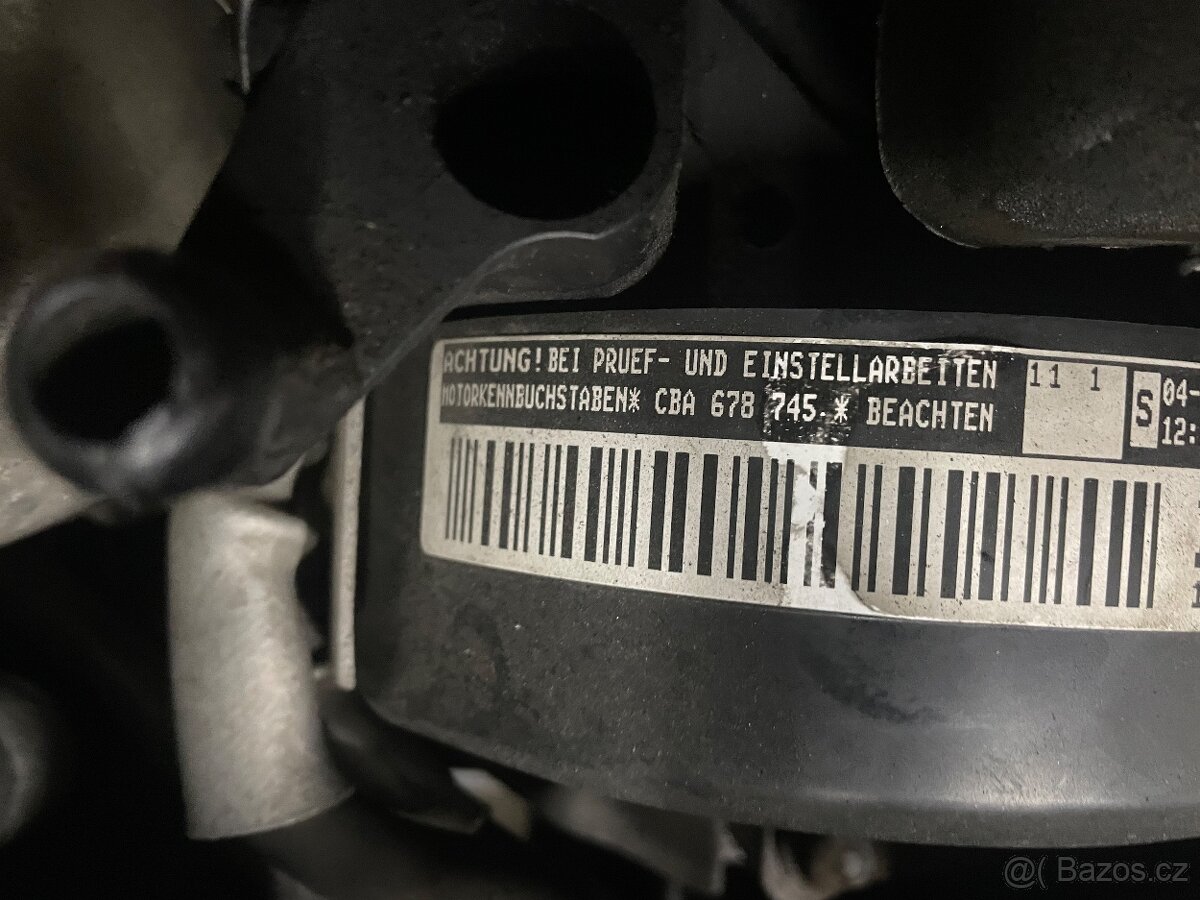 ACHTUNG! BEI PRUEF- UND EINSTELLARBEITEN
MOTORKENNBUCHSTABEN* CBA 678 745.* BEACHTEN
11 1
S
04-
12:
@( Bazos.cz